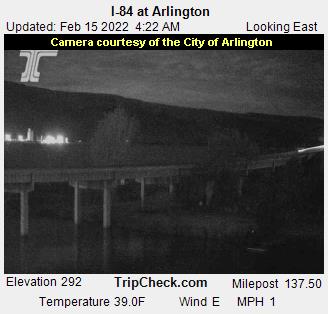 I-84 at Arlington
Updated: Feb 15 2022 4:22 AM Looking East
Camera courtesy of the City of Arlington
Elevation 292 TripCheck.com Milepost 137.50
Temperature 39.0F Wind E MPH 1